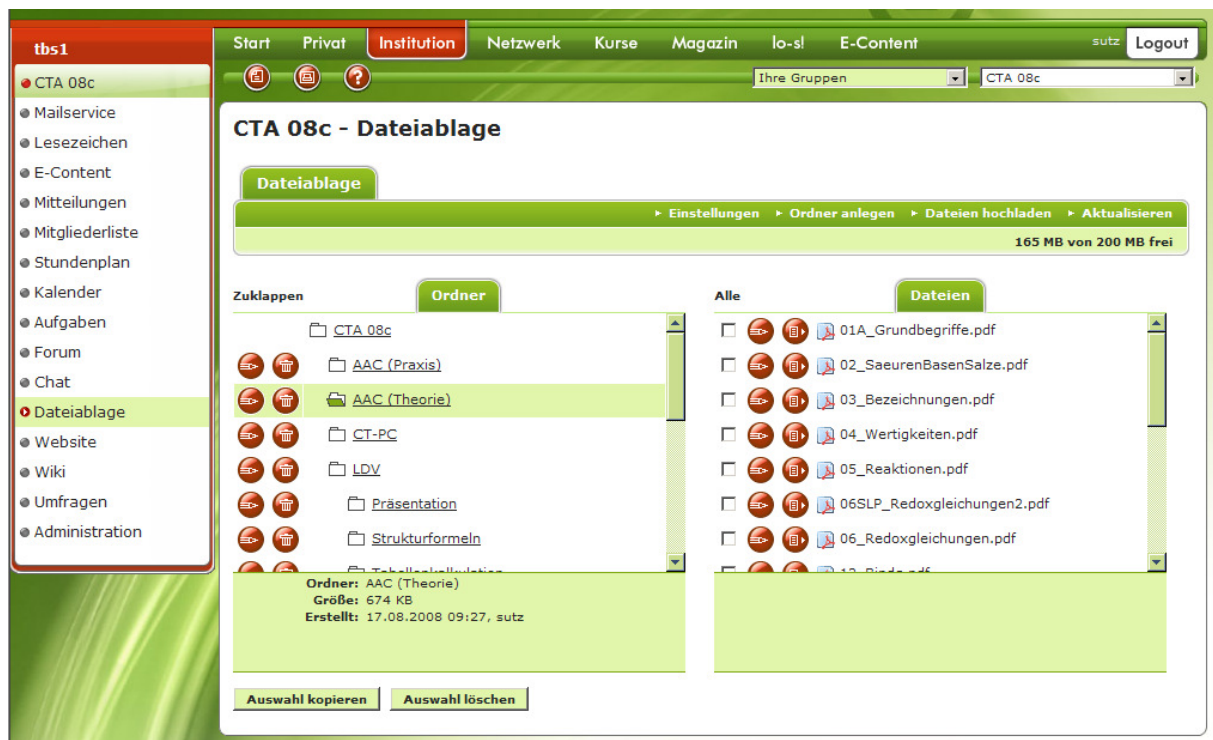 tbs1
Start Privat Institution Netzwerk Kurse Magazin lo-s! E-Content sutz Logout
Ihre Gruppen CTA 08c
CTA 08c
Mailservice
Lesezeichen
E-Content
Mitteilungen
Mitgliederliste
Stundenplan
Kalender
Aufgaben
Forum
Chat
Dateiablage
Website
Wiki
Umfragen
Administration
CTA 08c - Dateiablage
Dateiablage
Einstellungen Ordner anlegen Dateien hochladen Aktualisieren
165 MB von 200 MB frei
Zuklappen Ordner
CTA 08c
AAC (Praxis)
AAC (Theorie)
CT-PC
LDV
Präsentation
Strukturformeln
Tabellenkalkulation
Ordner: AAC (Theorie)
Größe: 674 KB
Erstellt: 17.08.2008 09:27, sutz
Alle Dateien
01A_Grundbegriffe.pdf
02_SaeurenBasenSalze.pdf
03_Bezeichnungen.pdf
04_Wertigkeiten.pdf
05_Reaktionen.pdf
06SLP_Redoxgleichungen2.pdf
06_Redoxgleichungen.pdf
Auswahl kopieren Auswahl löschen